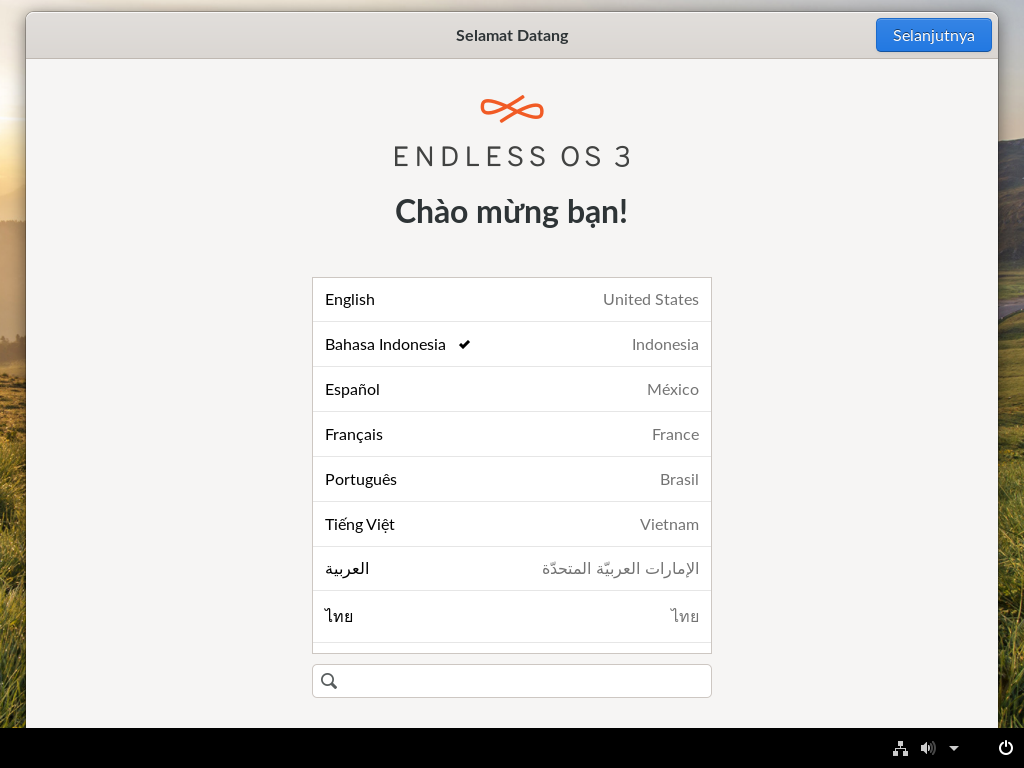 Selamat Datang
Selanjutnya
ENDLESS OS 3
Chào mừng bạn!
English United States
Bahasa Indonesia Indonesia
Español México
Français France
Português Brasil
Tiếng Việt Vietnam
العربية الإمارات العربيّة المتحدّة
ไทย ไทย